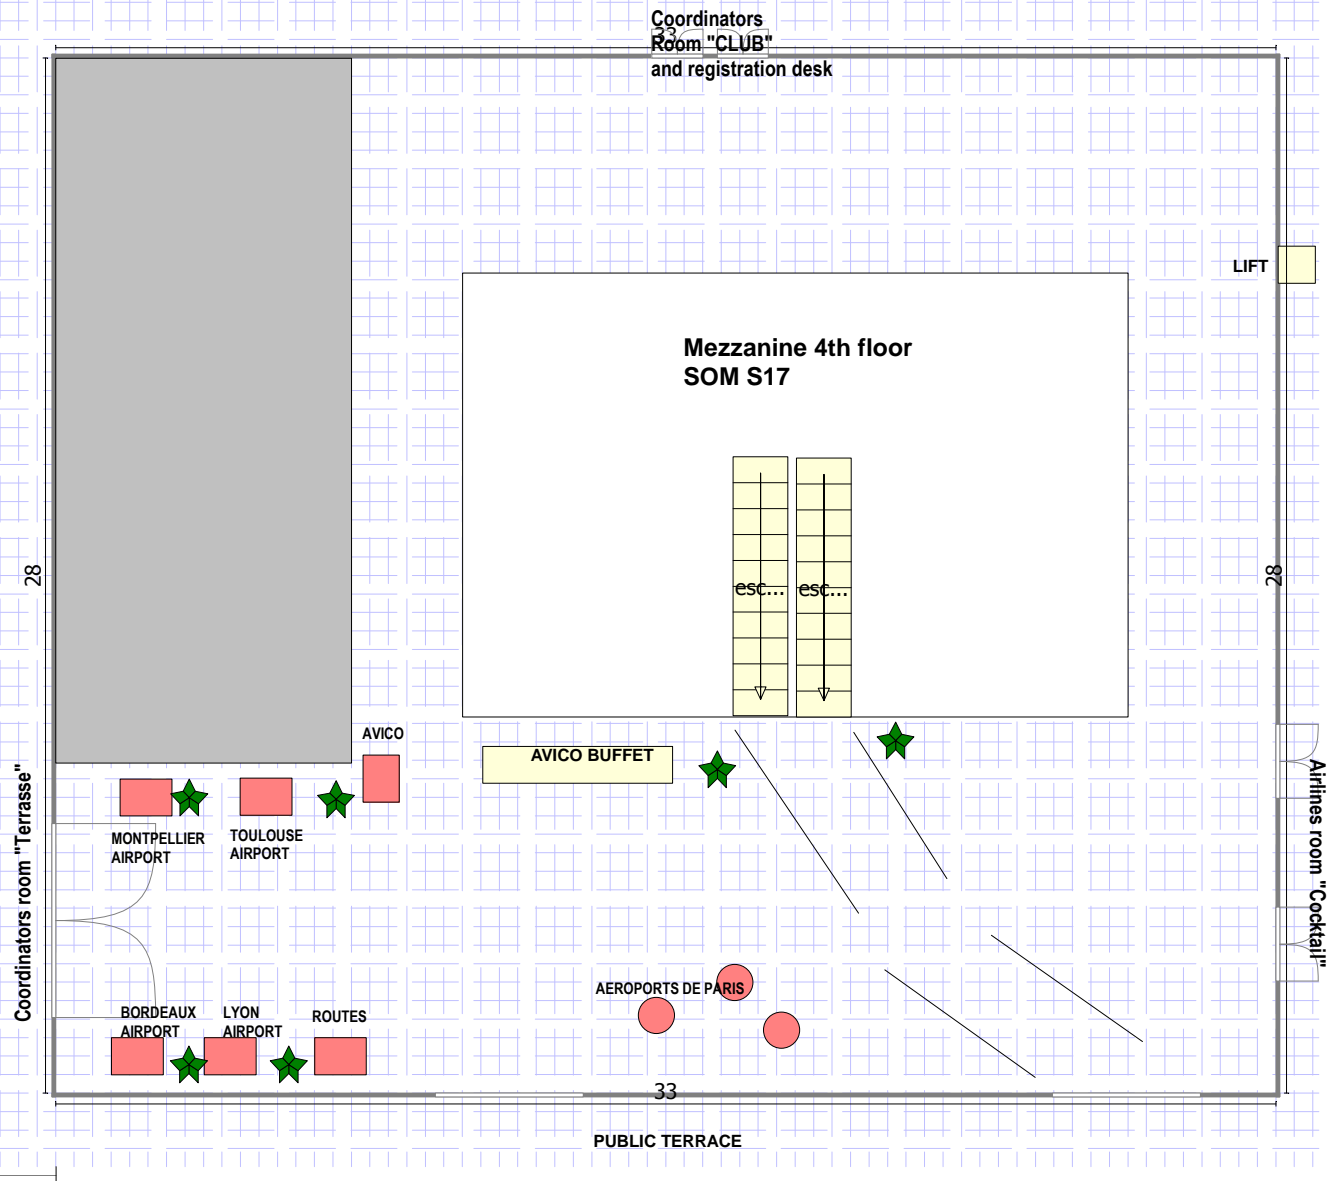 Coordinators
33
Room "CLUB"
and registration desk
LIFT
Mezzanine 4th floor
SOM S17
28
28
esc...
esc...
AVICO
AVICO BUFFET
MONTPELLIER
AIRPORT
TOULOUSE
AIRPORT
Coordinators room "Terrasse"
Airlines room "Cocktail"
AEROPORTS DE PARIS
BORDEAUX
AIRPORT
LYON
AIRPORT
ROUTES
33
PUBLIC TERRACE